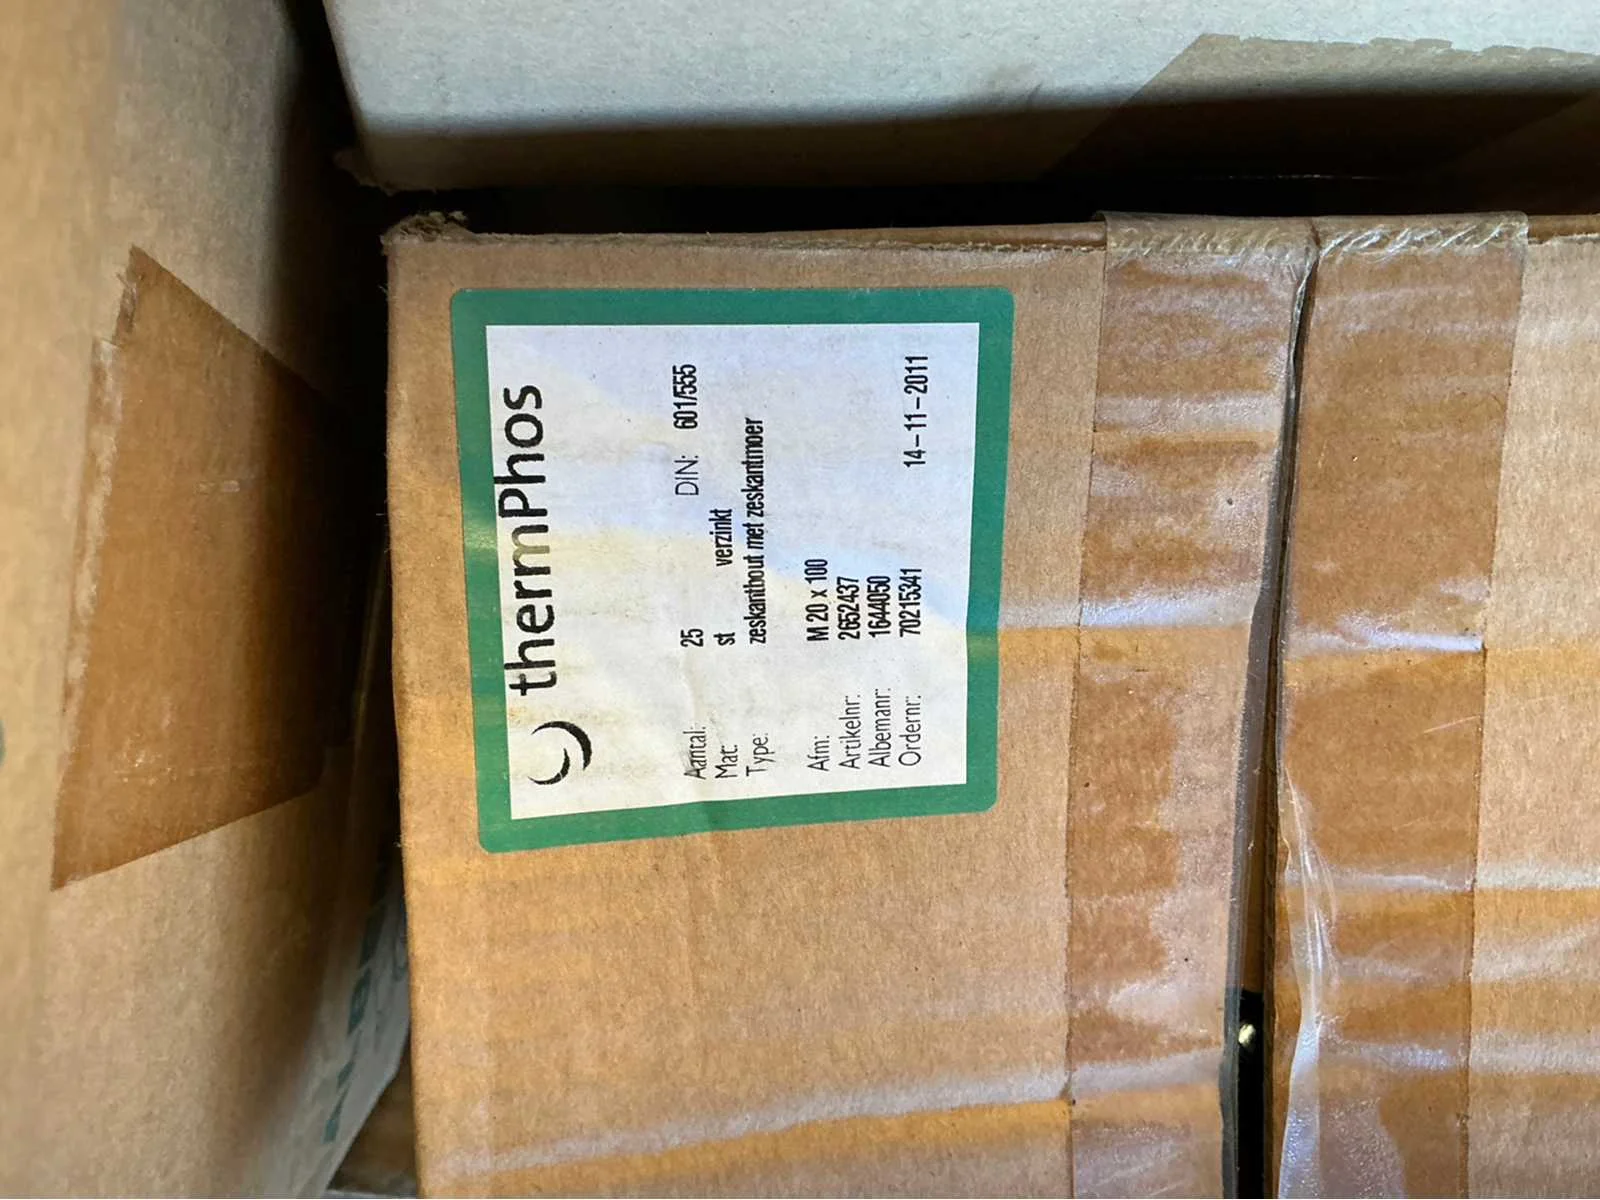 thermPhos
Aantal: 25 DIN: 601/555
Mat: st verzinkt
Type: zeskantbout met zeskantmoer
Afm: M 20 x 100
Artikelnr: 2652437
Albemanr: 1644050
Ordernr: 70215341 14-11-2011